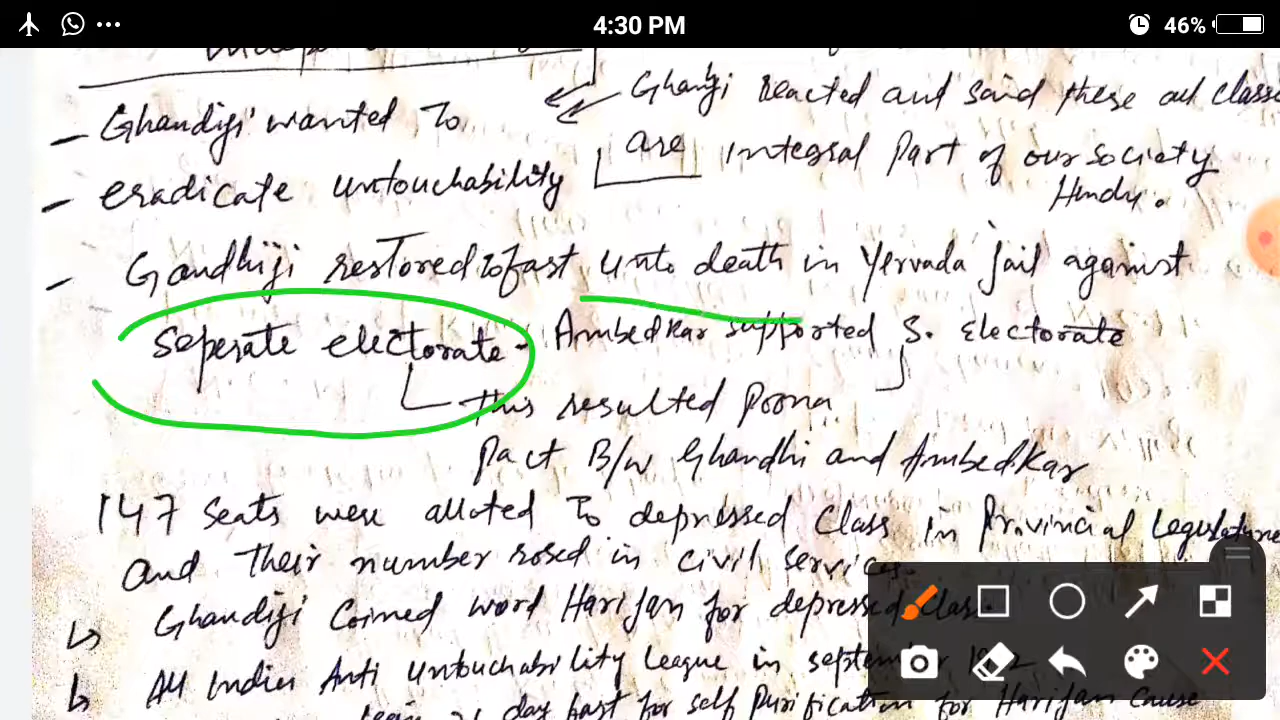 4:30 PM
46%
Ghandiji wanted To
Ghanji reacted and said these all classe
are integral part of our society
eradicate untouchability
Hindu.
Gandhiji restored to fast unto death in Yervada jail against
seperate electorate - Ambedkar supported S. electorate
this resulted Poona
Pact B/w Ghandhi and Ambedkar
147 seats were alloted To depressed class in Provincial Legislature
and their number rosed in civil services.
Ghandiji Coined word Harijan for depressed class.
All India Anti untouchability League in septem
day fast for self Purification for Harijan cause